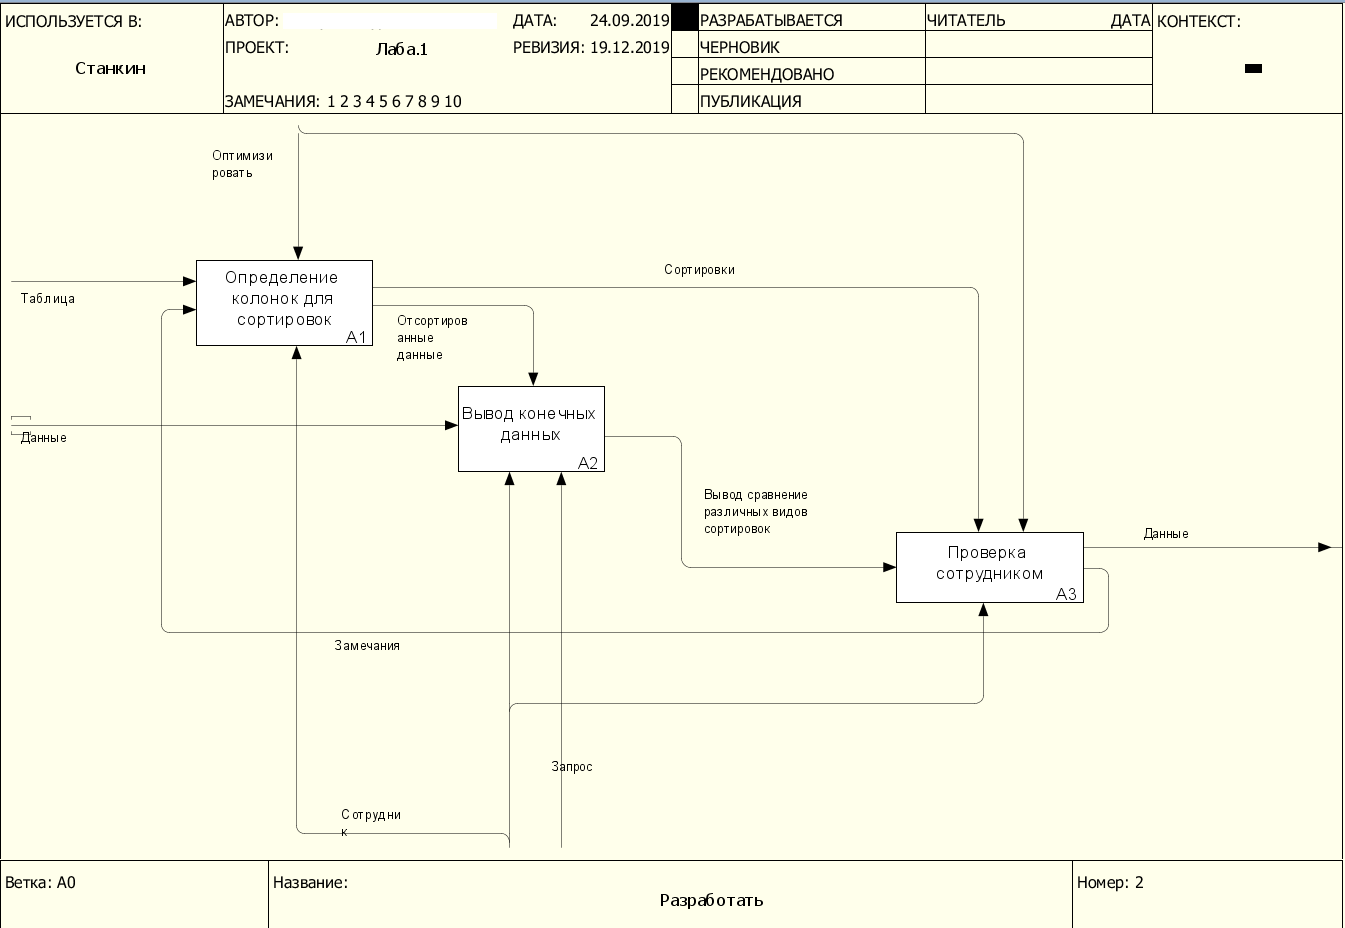 ИСПОЛЬЗУЕТСЯ В:
Станкин
АВТОР:
ДАТА: 24.09.2019
ПРОЕКТ: Лаба.1
РЕВИЗИЯ: 19.12.2019
ЗАМЕЧАНИЯ: 1 2 3 4 5 6 7 8 9 10
РАЗРАБАТЫВАЕТСЯ
ЧЕРНОВИК
РЕКОМЕНДОВАНО
ПУБЛИКАЦИЯ
ЧИТАТЕЛЬ ДАТА
КОНТЕКСТ:
Оптимизи
ровать
Таблица
Определение
колонок для
сортировок
A1
Сортировки
Отсортиров
анные
данные
Данные
Вывод конечных
данных
A2
Вывод сравнение
различных видов
сортировок
Проверка
сотрудником
A3
Данные
Замечания
Запрос
Сотрудни
к
Ветка: A0
Название:
Разработать
Номер: 2